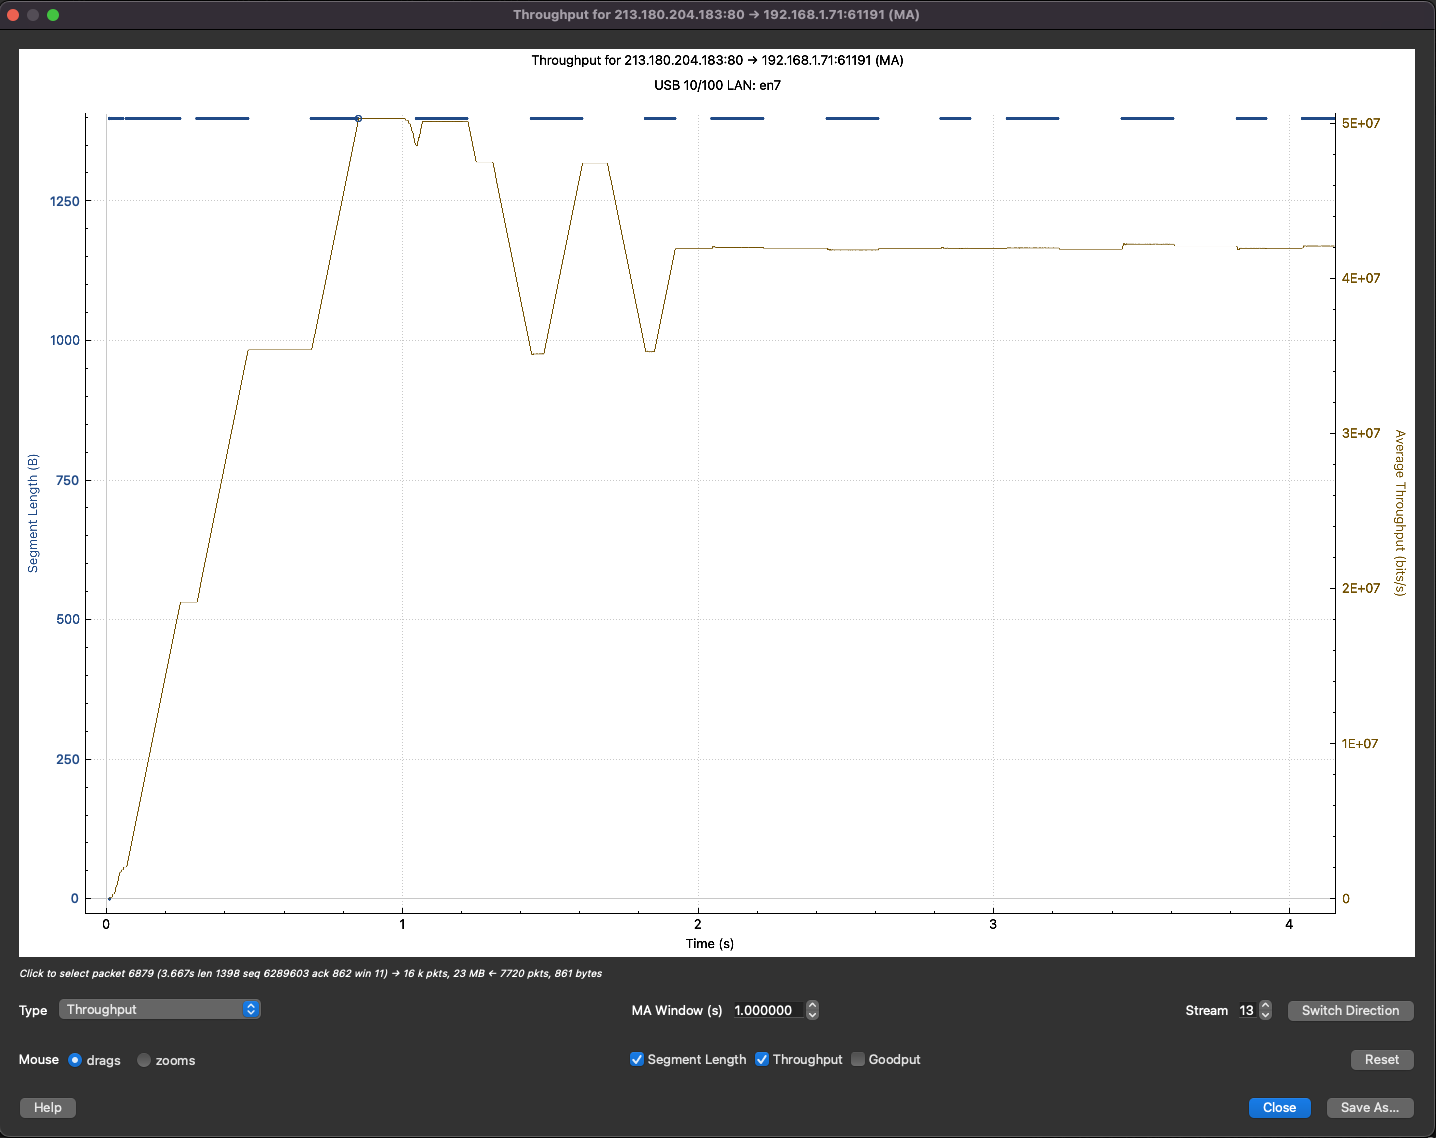 Throughput for 213.180.204.183:80 → 192.168.1.71:61191 (MA)
Throughput for 213.180.204.183:80 → 192.168.1.71:61191 (MA)
USB 10/100 LAN: en7
1250
1000
750
500
250
0
Segment Length (B)
5E+07
4E+07
3E+07
2E+07
1E+07
0
Average Throughput (bits/s)
0 1 2 3 4
Time (s)
Click to select packet 6879 (3.667s len 1398 seq 6289603 ack 862 win 11) → 16 k pkts, 23 MB ← 7720 pkts, 861 bytes
Type Throughput MA Window (s) 1.000000 Stream 13 Switch Direction
Mouse drags zooms Segment Length Throughput Goodput Reset
Help Close Save As...